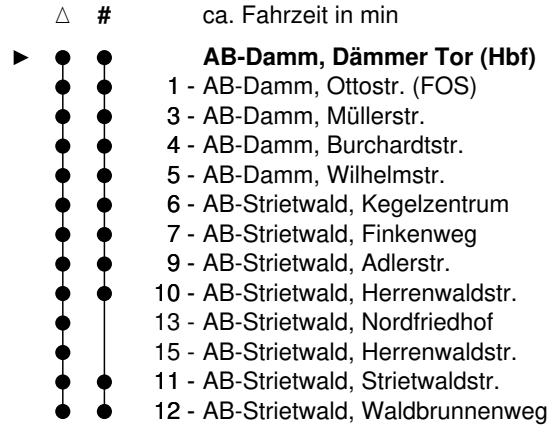 △ # ca. Fahrzeit in min
► AB-Damm, Dämmer Tor (Hbf)
1 - AB-Damm, Ottostr. (FOS)
3 - AB-Damm, Müllerstr.
4 - AB-Damm, Burchardtstr.
5 - AB-Damm, Wilhelmstr.
6 - AB-Strietwald, Kegelzentrum
7 - AB-Strietwald, Finkenweg
9 - AB-Strietwald, Adlerstr.
10 - AB-Strietwald, Herrenwaldstr.
13 - AB-Strietwald, Nordfriedhof
15 - AB-Strietwald, Herrenwaldstr.
11 - AB-Strietwald, Strietwaldstr.
12 - AB-Strietwald, Waldbrunnenweg